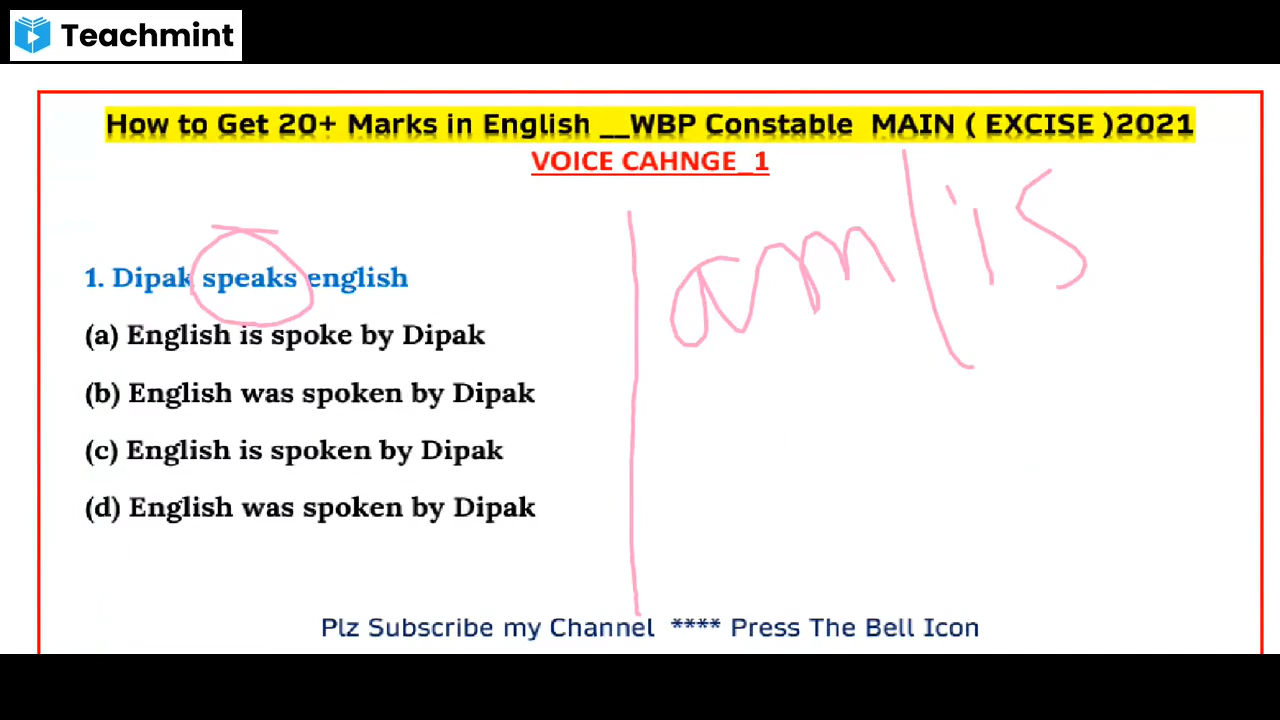 Teachmint
How to Get 20+ Marks in English __WBP Constable MAIN ( EXCISE )2021
VOICE CAHNGE_1
am/is
1. Dipak speaks english
(a) English is spoke by Dipak
(b) English was spoken by Dipak
(c) English is spoken by Dipak
(d) English was spoken by Dipak
Plz Subscribe my Channel **** Press The Bell Icon